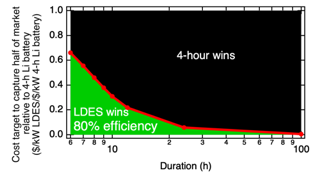 Cost target to capture half of market
relative to 4-h Li battery
($/kW LDES/$/kW 4-h Li battery)
1.0
0.8
0.6
0.4
0.2
0.0
4-hour wins
LDES wins
80% efficiency
6 7 8 9 10 2 3 4 5 6 7 8 9 100
Duration (h)